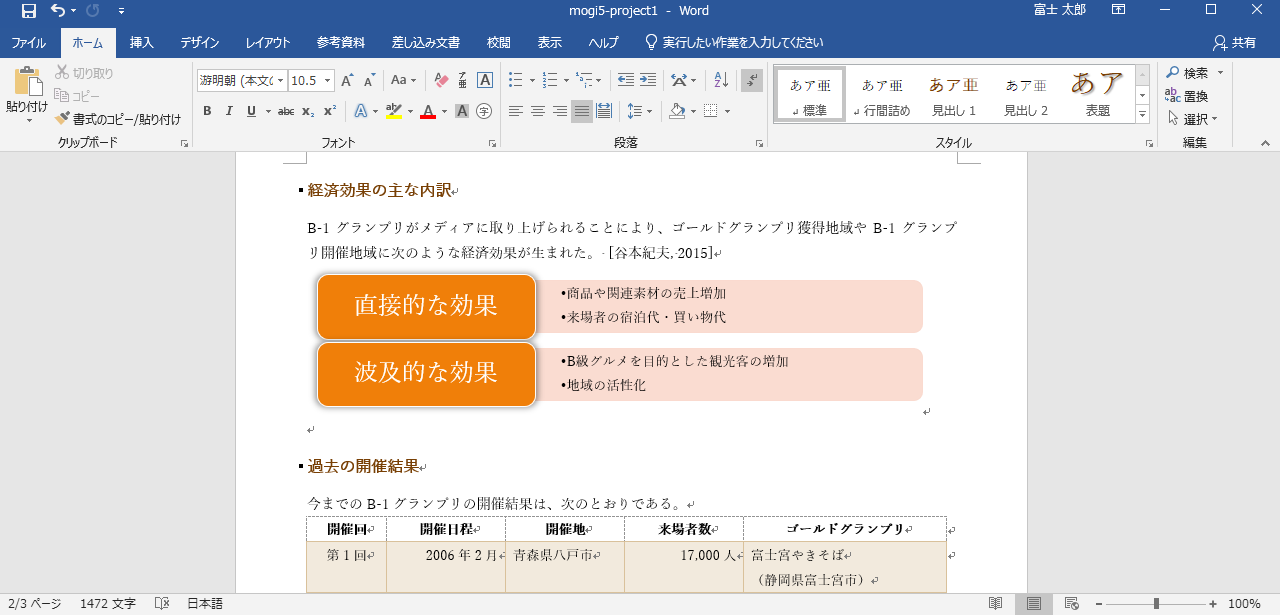 mogi5-project1 - Word
富士 太郎
ファイル ホーム 挿入 デザイン レイアウト 参考資料 差し込み文書 校閲 表示 ヘルプ 実行したい作業を入力してください 共有
貼り付け
切り取り
コピー
書式のコピー/貼り付け
クリップボード
游明朝 (本文の 10.5
フォント
段落
あア亜 標準
あア亜 行間詰め
あア亜 見出し 1
あア亜 見出し 2
あア 表題
スタイル
検索
置換
選択
編集
経済効果の主な内訳
B-1 グランプリがメディアに取り上げられることにより、ゴールドグランプリ獲得地域や B-1 グランプ
リ開催地域に次のような経済効果が生まれた。 [谷本紀夫, 2015]
直接的な効果
•商品や関連素材の売上増加
•来場者の宿泊代・買い物代
波及的な効果
•B級グルメを目的とした観光客の増加
•地域の活性化
過去の開催結果
今までの B-1 グランプリの開催結果は、次のとおりである。
開催回 開催日程 開催地 来場者数 ゴールドグランプリ
第 1 回 2006 年 2 月 青森県八戸市 17,000 人 富士宮やきそば
（静岡県富士宮市）
2/3 ページ 1472 文字 日本語 100%